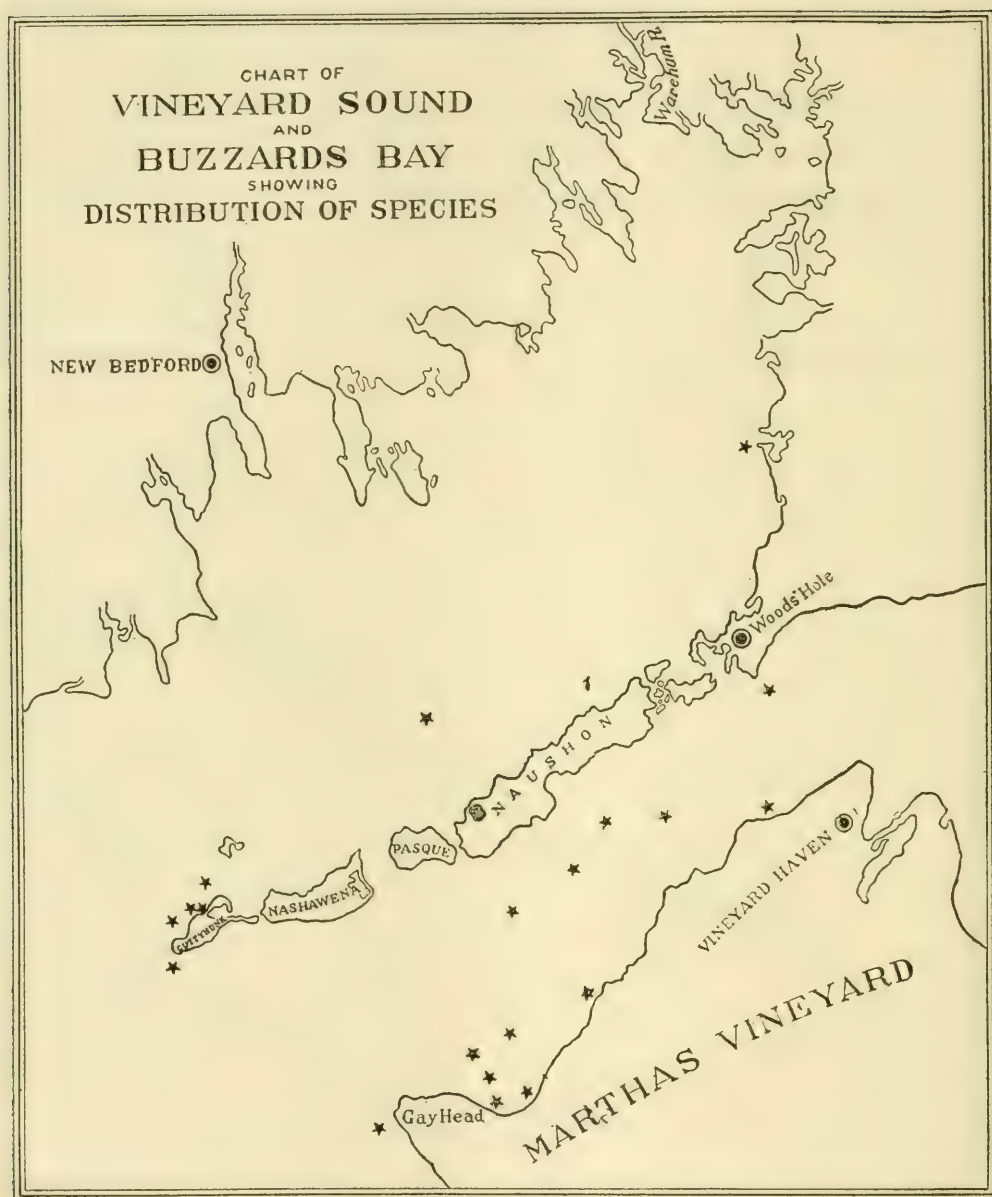 CHART OF
VINEYARD SOUND
AND
BUZZARDS BAY
SHOWING
DISTRIBUTION OF SPECIES
Wareham R.
NEW BEDFORD
Woods Hole
NAUSHON
PASQUE
NASHAWENA
CUTTYHUNK
VINEYARD HAVEN
MARTHAS VINEYARD
Gay Head